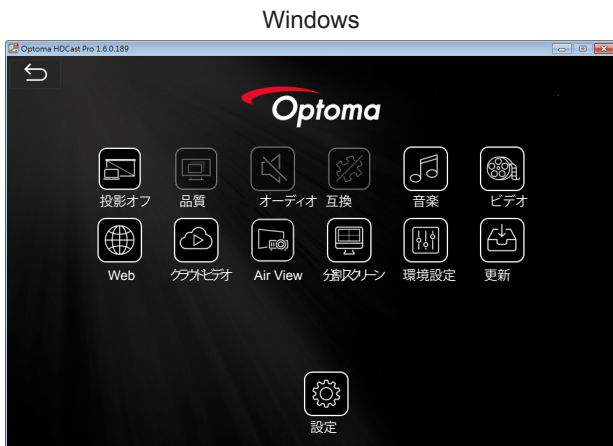 Windows
Optoma HDCast Pro 1.6.0.189
Optoma
投影オフ 品質 オーディオ 互換 音楽 ビデオ
Web クラウドビデオ Air View 分割スクリーン 環境設定 更新
設定